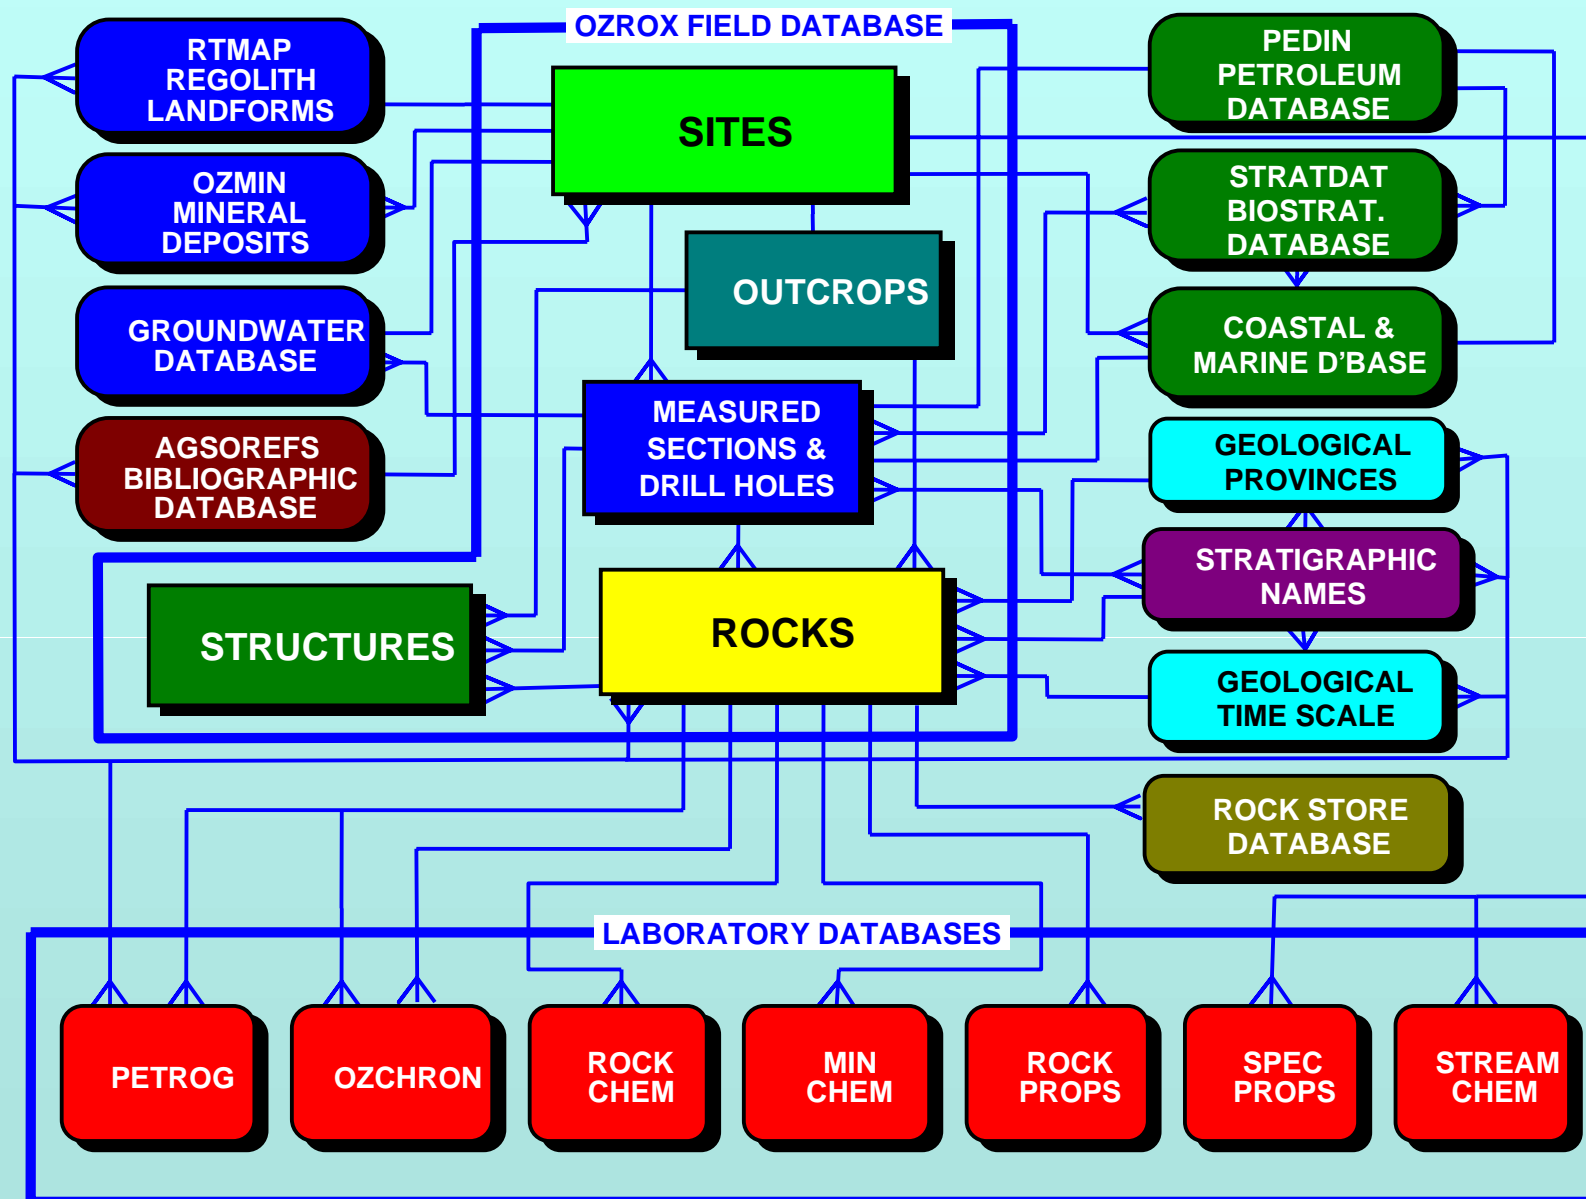 OZROX FIELD DATABASE
RTMAP
REGOLITH
LANDFORMS
SITES
PEDIN
PETROLEUM
DATABASE
OZMIN
MINERAL
DEPOSITS
STRATDAT
BIOSTRAT.
DATABASE
OUTCROPS
GROUNDWATER
DATABASE
COASTAL &
MARINE D'BASE
MEASURED
SECTIONS &
DRILL HOLES
AGSOREFS
BIBLIOGRAPHIC
DATABASE
GEOLOGICAL
PROVINCES
STRATIGRAPHIC
NAMES
STRUCTURES
ROCKS
GEOLOGICAL
TIME SCALE
ROCK STORE
DATABASE
LABORATORY DATABASES
PETROG
OZCHRON
ROCK
CHEM
MIN
CHEM
ROCK
PROPS
SPEC
PROPS
STREAM
CHEM